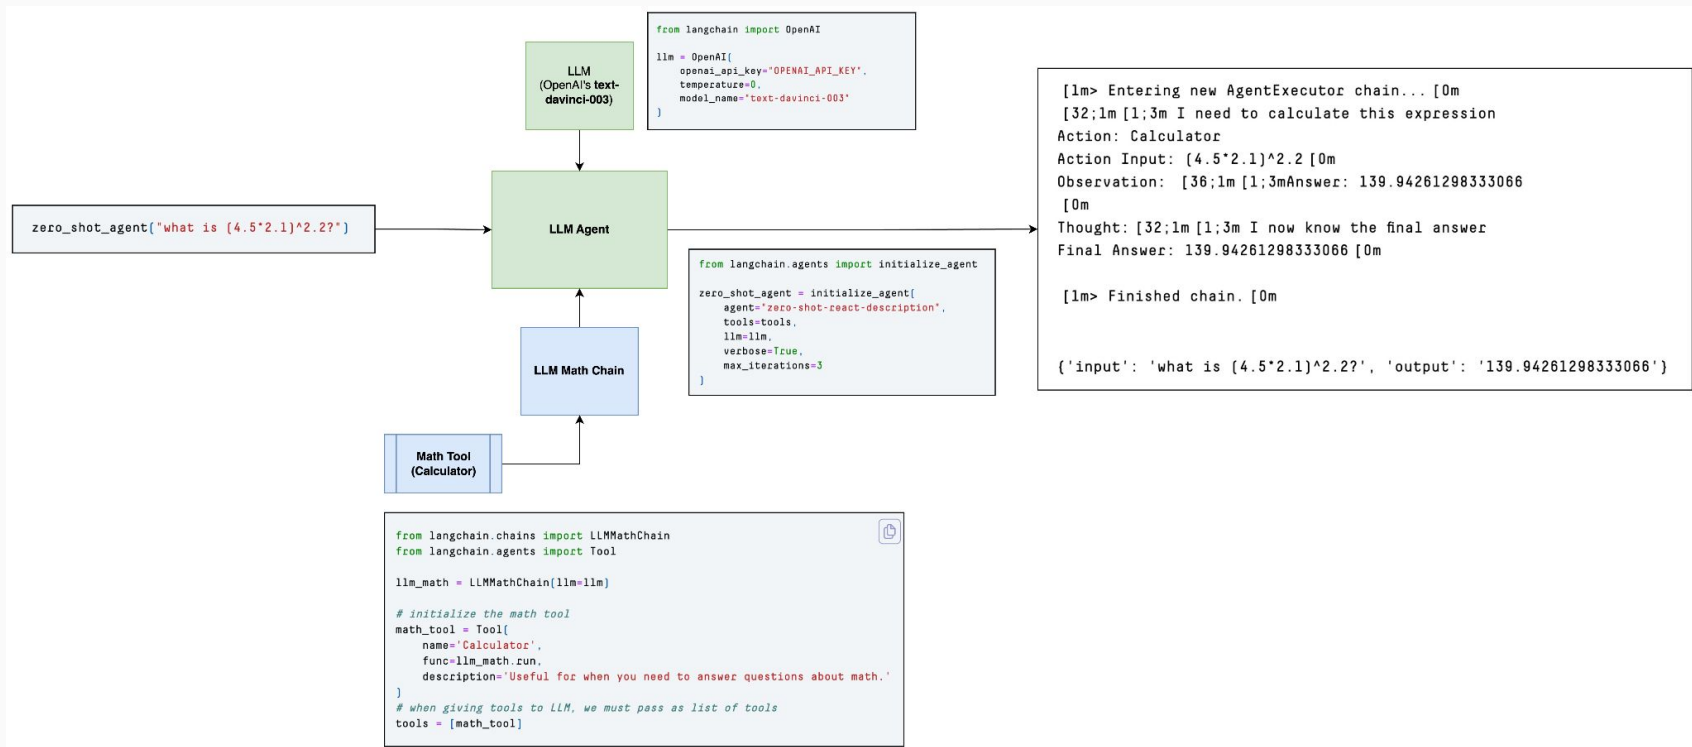 LLM
(OpenAI's text-
davinci-003)
from langchain import OpenAI
llm = OpenAI(
openai_api_key="OPENAI_API_KEY",
temperature=0,
model_name="text-davinci-003"
)
zero_shot_agent("what is (4.5*2.1)^2.2?")
LLM Agent
from langchain.agents import initialize_agent
zero_shot_agent = initialize_agent(
agent="zero-shot-react-description",
tools=tools,
llm=llm,
verbose=True,
max_iterations=3
)
[1m> Entering new AgentExecutor chain... [0m
[32;1m [1;3m I need to calculate this expression
Action: Calculator
Action Input: (4.5*2.1)^2.2 [0m
Observation: [36;1m [1;3mAnswer: 139.94261298333066
[0m
Thought: [32;1m [1;3m I now know the final answer
Final Answer: 139.94261298333066 [0m
[1m> Finished chain. [0m
{'input': 'what is (4.5*2.1)^2.2?', 'output': '139.94261298333066'}
LLM Math Chain
Math Tool
(Calculator)
from langchain.chains import LLMMathChain
from langchain.agents import Tool
llm_math = LLMMathChain(llm=llm)
# initialize the math tool
math_tool = Tool(
name='Calculator',
func=llm_math.run,
description='Useful for when you need to answer questions about math.'
)
# when giving tools to LLM, we must pass as list of tools
tools = [math_tool]